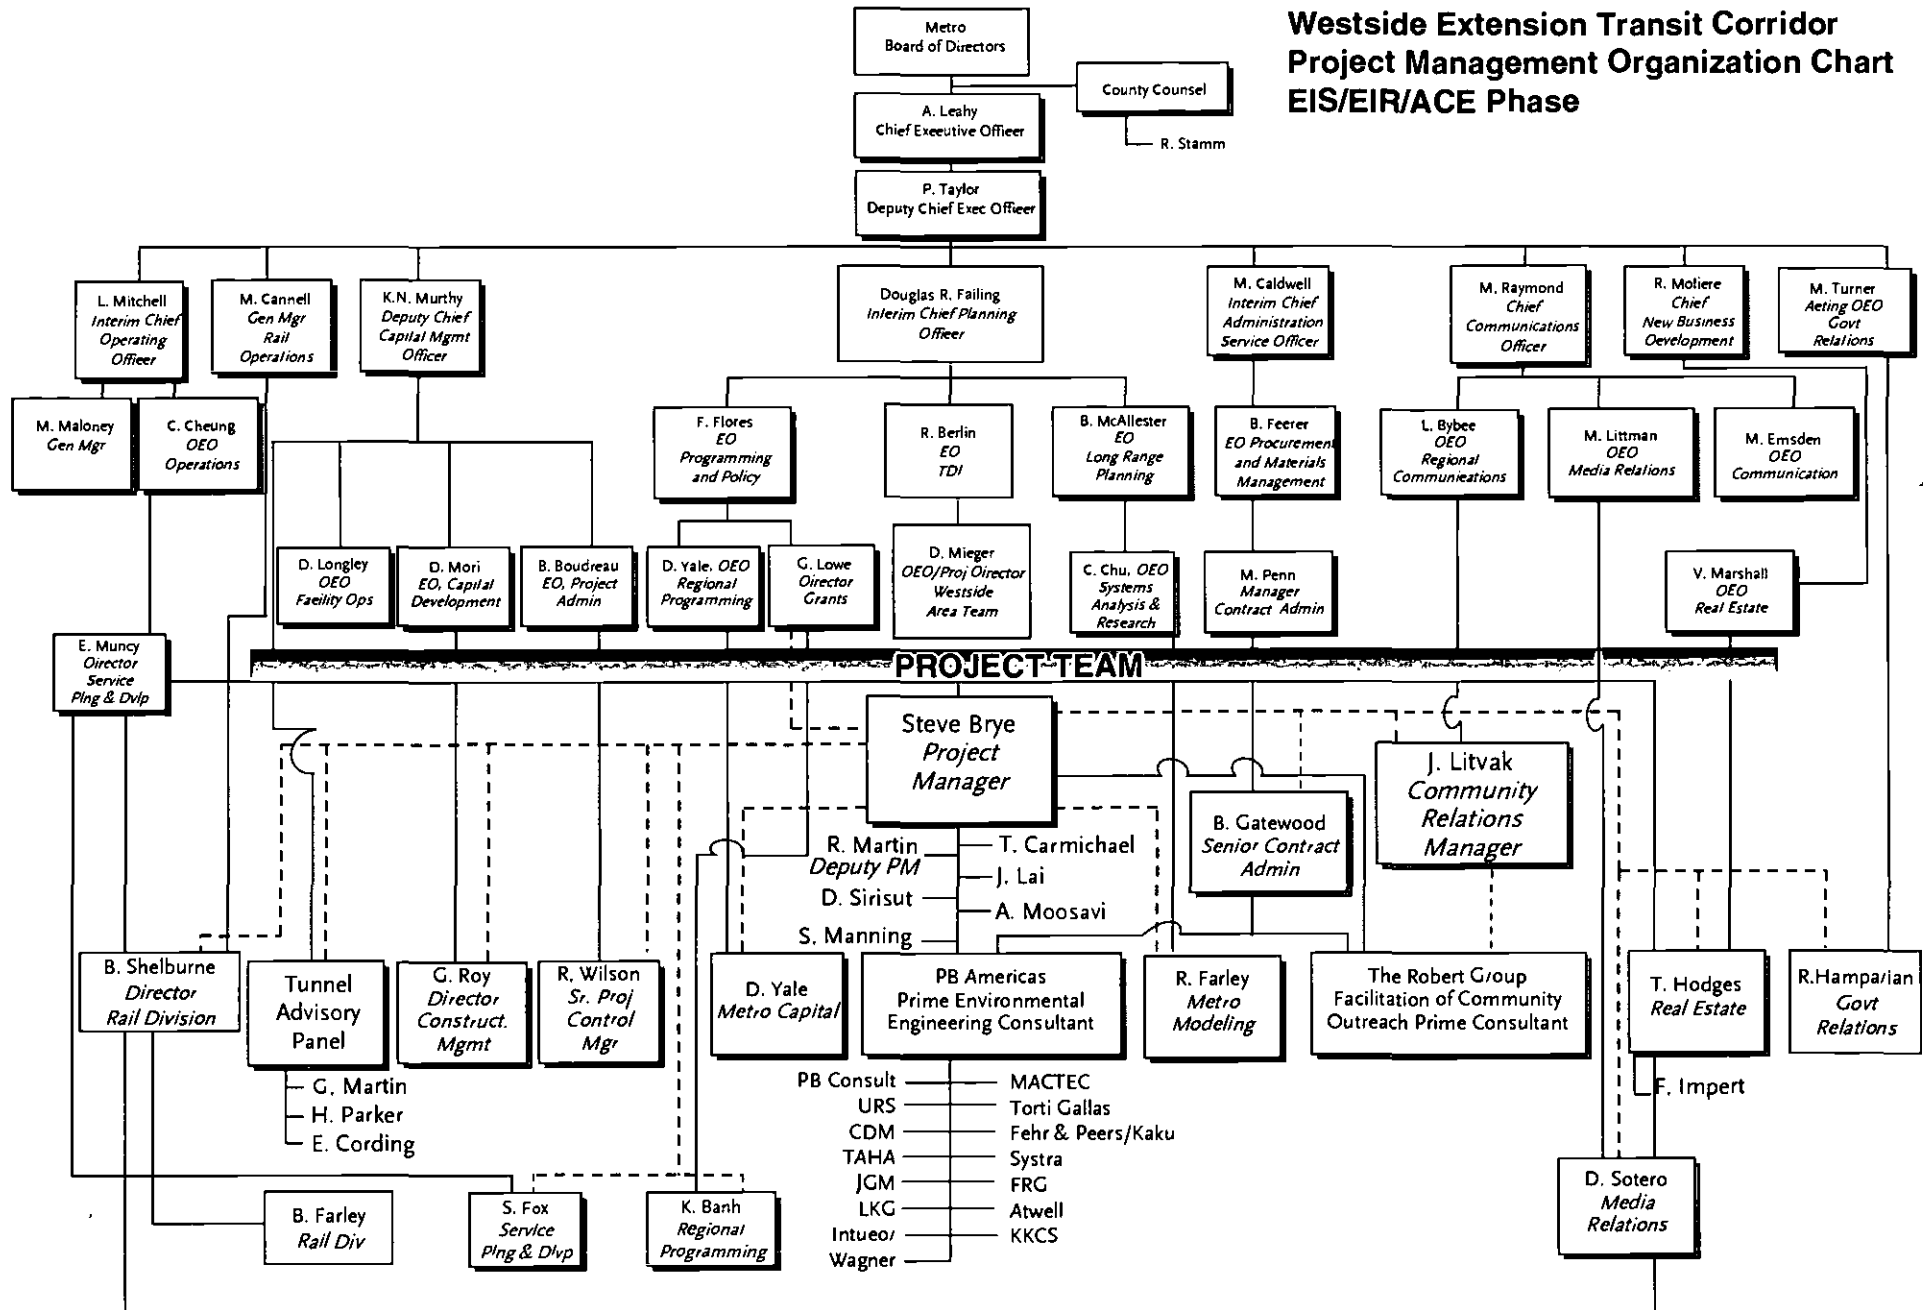 Westside Extension Transit Corridor
Project Management Organization Chart
EIS/EIR/ACE Phase
Metro
Board of Directors
County Counsel
R. Stamm
A. Leahy
Chief Executive Officer
P. Taylor
Deputy Chief Exec Officer
L. Mitchell
Interim Chief
Operating
Officer
M. Cannell
Gen Mgr
Rail
Operations
K.N. Murthy
Deputy Chief
Capital Mgmt
Officer
Douglas R. Failing
Interim Chief Planning
Officer
M. Caldwell
Interim Chief
Administration
Service Officer
M. Raymond
Chief
Communications
Officer
R. Moliere
Chief
New Business
Development
M. Turner
Acting OEO
Govt
Relations
M. Maloney
Gen Mgr
C. Cheung
OEO
Operations
F. Flores
EO
Programming
and Policy
R. Berlin
EO
TDI
B. McAllester
EO
Long Range
Planning
B. Feerer
EO Procurement
and Materials
Management
L. Bybee
OEO
Regional
Communications
M. Littman
OEO
Media Relations
M. Emsden
OEO
Communication
D. Longley
OEO
Facility Ops
D. Mori
EO, Capital
Development
B. Boudreau
EO, Project
Admin
D. Yale, OEO
Regional
Programming
G. Lowe
Director
Grants
D. Mieger
OEO/Proj Director
Westside
Area Team
C. Chu, OEO
Systems
Analysis &
Research
M. Penn
Manager
Contract Admin
V. Marshall
OEO
Real Estate
E. Muncy
Director
Service
Plng & Dvlp
PROJECT TEAM
Steve Brye
Project
Manager
J. Litvak
Community
Relations
Manager
B. Gatewood
Senior Contract
Admin
R. Martin
Deputy PM
D. Sirisut
S. Manning
T. Carmichael
J. Lai
A. Moosavi
B. Shelburne
Director
Rail Division
Tunnel
Advisory
Panel
G. Martin
H. Parker
E. Cording
G. Roy
Director
Construct.
Mgmt
R. Wilson
Sr. Proj
Control
Mgr
D. Yale
Metro Capital
PB Americas
Prime Environmental
Engineering Consultant
R. Farley
Metro
Modeling
The Robert Group
Facilitation of Community
Outreach Prime Consultant
T. Hodges
Real Estate
F. Impert
R.Hamparian
Govt
Relations
PB Consult
URS
CDM
TAHA
JGM
LKG
Intueor
Wagner
MACTEC
Torti Gallas
Fehr & Peers/Kaku
Systra
FRG
Atwell
KKCS
B. Farley
Rail Div
S. Fox
Service
Plng & Dlvp
K. Banh
Regional
Programming
D. Sotero
Media
Relations